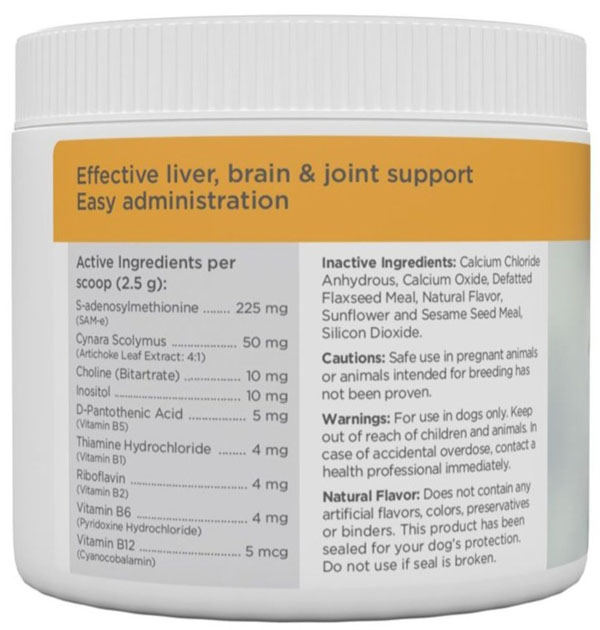 Effective liver, brain & joint support
Easy administration
Active Ingredients per
scoop (2.5 g):
S-adenosylmethionine ........ 225 mg
(SAM-e)
Cynara Scolymus .................. 50 mg
(Artichoke Leaf Extract: 4:1)
Choline (Bitartrate) ................ 10 mg
Inositol ..................................... 10 mg
D-Pantothenic Acid ................. 5 mg
(Vitamin B5)
Thiamine Hydrochloride ........ 4 mg
(Vitamin B1)
Riboflavin ................................. 4 mg
(Vitamin B2)
Vitamin B6 ................................ 4 mg
(Pyridoxine Hydrochloride)
Vitamin B12 ............................. 5 mcg
(Cyanocobalamin)
Inactive Ingredients: Calcium Chloride
Anhydrous, Calcium Oxide, Defatted
Flaxseed Meal, Natural Flavor,
Sunflower and Sesame Seed Meal,
Silicon Dioxide.
Cautions: Safe use in pregnant animals
or animals intended for breeding has
not been proven.
Warnings: For use in dogs only. Keep
out of reach of children and animals. In
case of accidental overdose, contact a
health professional immediately.
Natural Flavor: Does not contain any
artificial flavors, colors, preservatives
or binders. This product has been
sealed for your dog's protection.
Do not use if seal is broken.